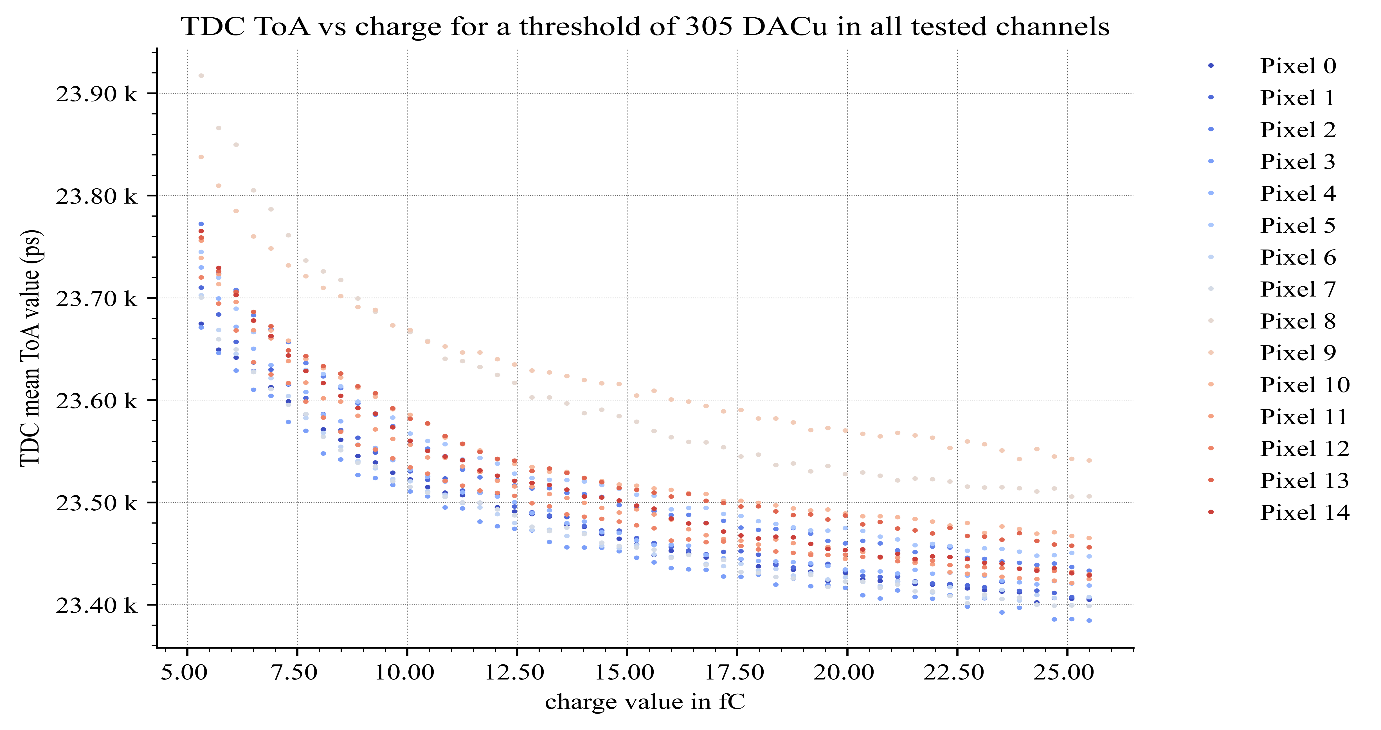 TDC ToA vs charge for a threshold of 305 DACu in all tested channels
TDC mean ToA value (ps)
23.90 k
23.80 k
23.70 k
23.60 k
23.50 k
23.40 k
5.00 7.50 10.00 12.50 15.00 17.50 20.00 22.50 25.00
charge value in fC
Pixel 0
Pixel 1
Pixel 2
Pixel 3
Pixel 4
Pixel 5
Pixel 6
Pixel 7
Pixel 8
Pixel 9
Pixel 10
Pixel 11
Pixel 12
Pixel 13
Pixel 14